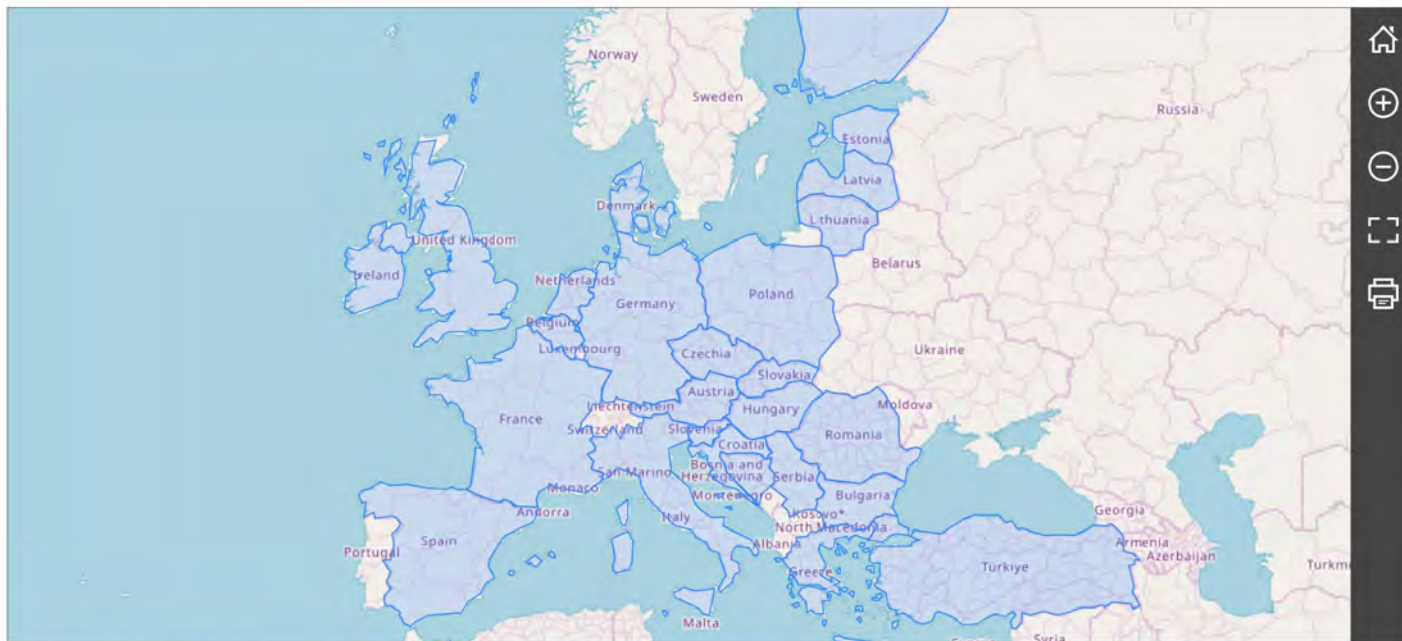 Norway
Sweden
Russia
Estonia
Latvia
Denmark
Lithuania
United Kingdom
Belarus
Ireland
Netherlands
Germany
Poland
Belgium
Luxembourg
Czechia
Ukraine
Slovakia
Austria
Liechtenstein
Hungary
Moldova
France
Switzerland
Slovenia
Romania
Croatia
San Marino
Bosnia and
Herzegovina
Serbia
Monaco
Montenegro
Bulgaria
Andorra
Italy
Kosovo*
Georgia
North Macedonia
Spain
Portugal
Albania
Armenia
Azerbaijan
Greece
Türkiye
Turkm
Malta
Syria